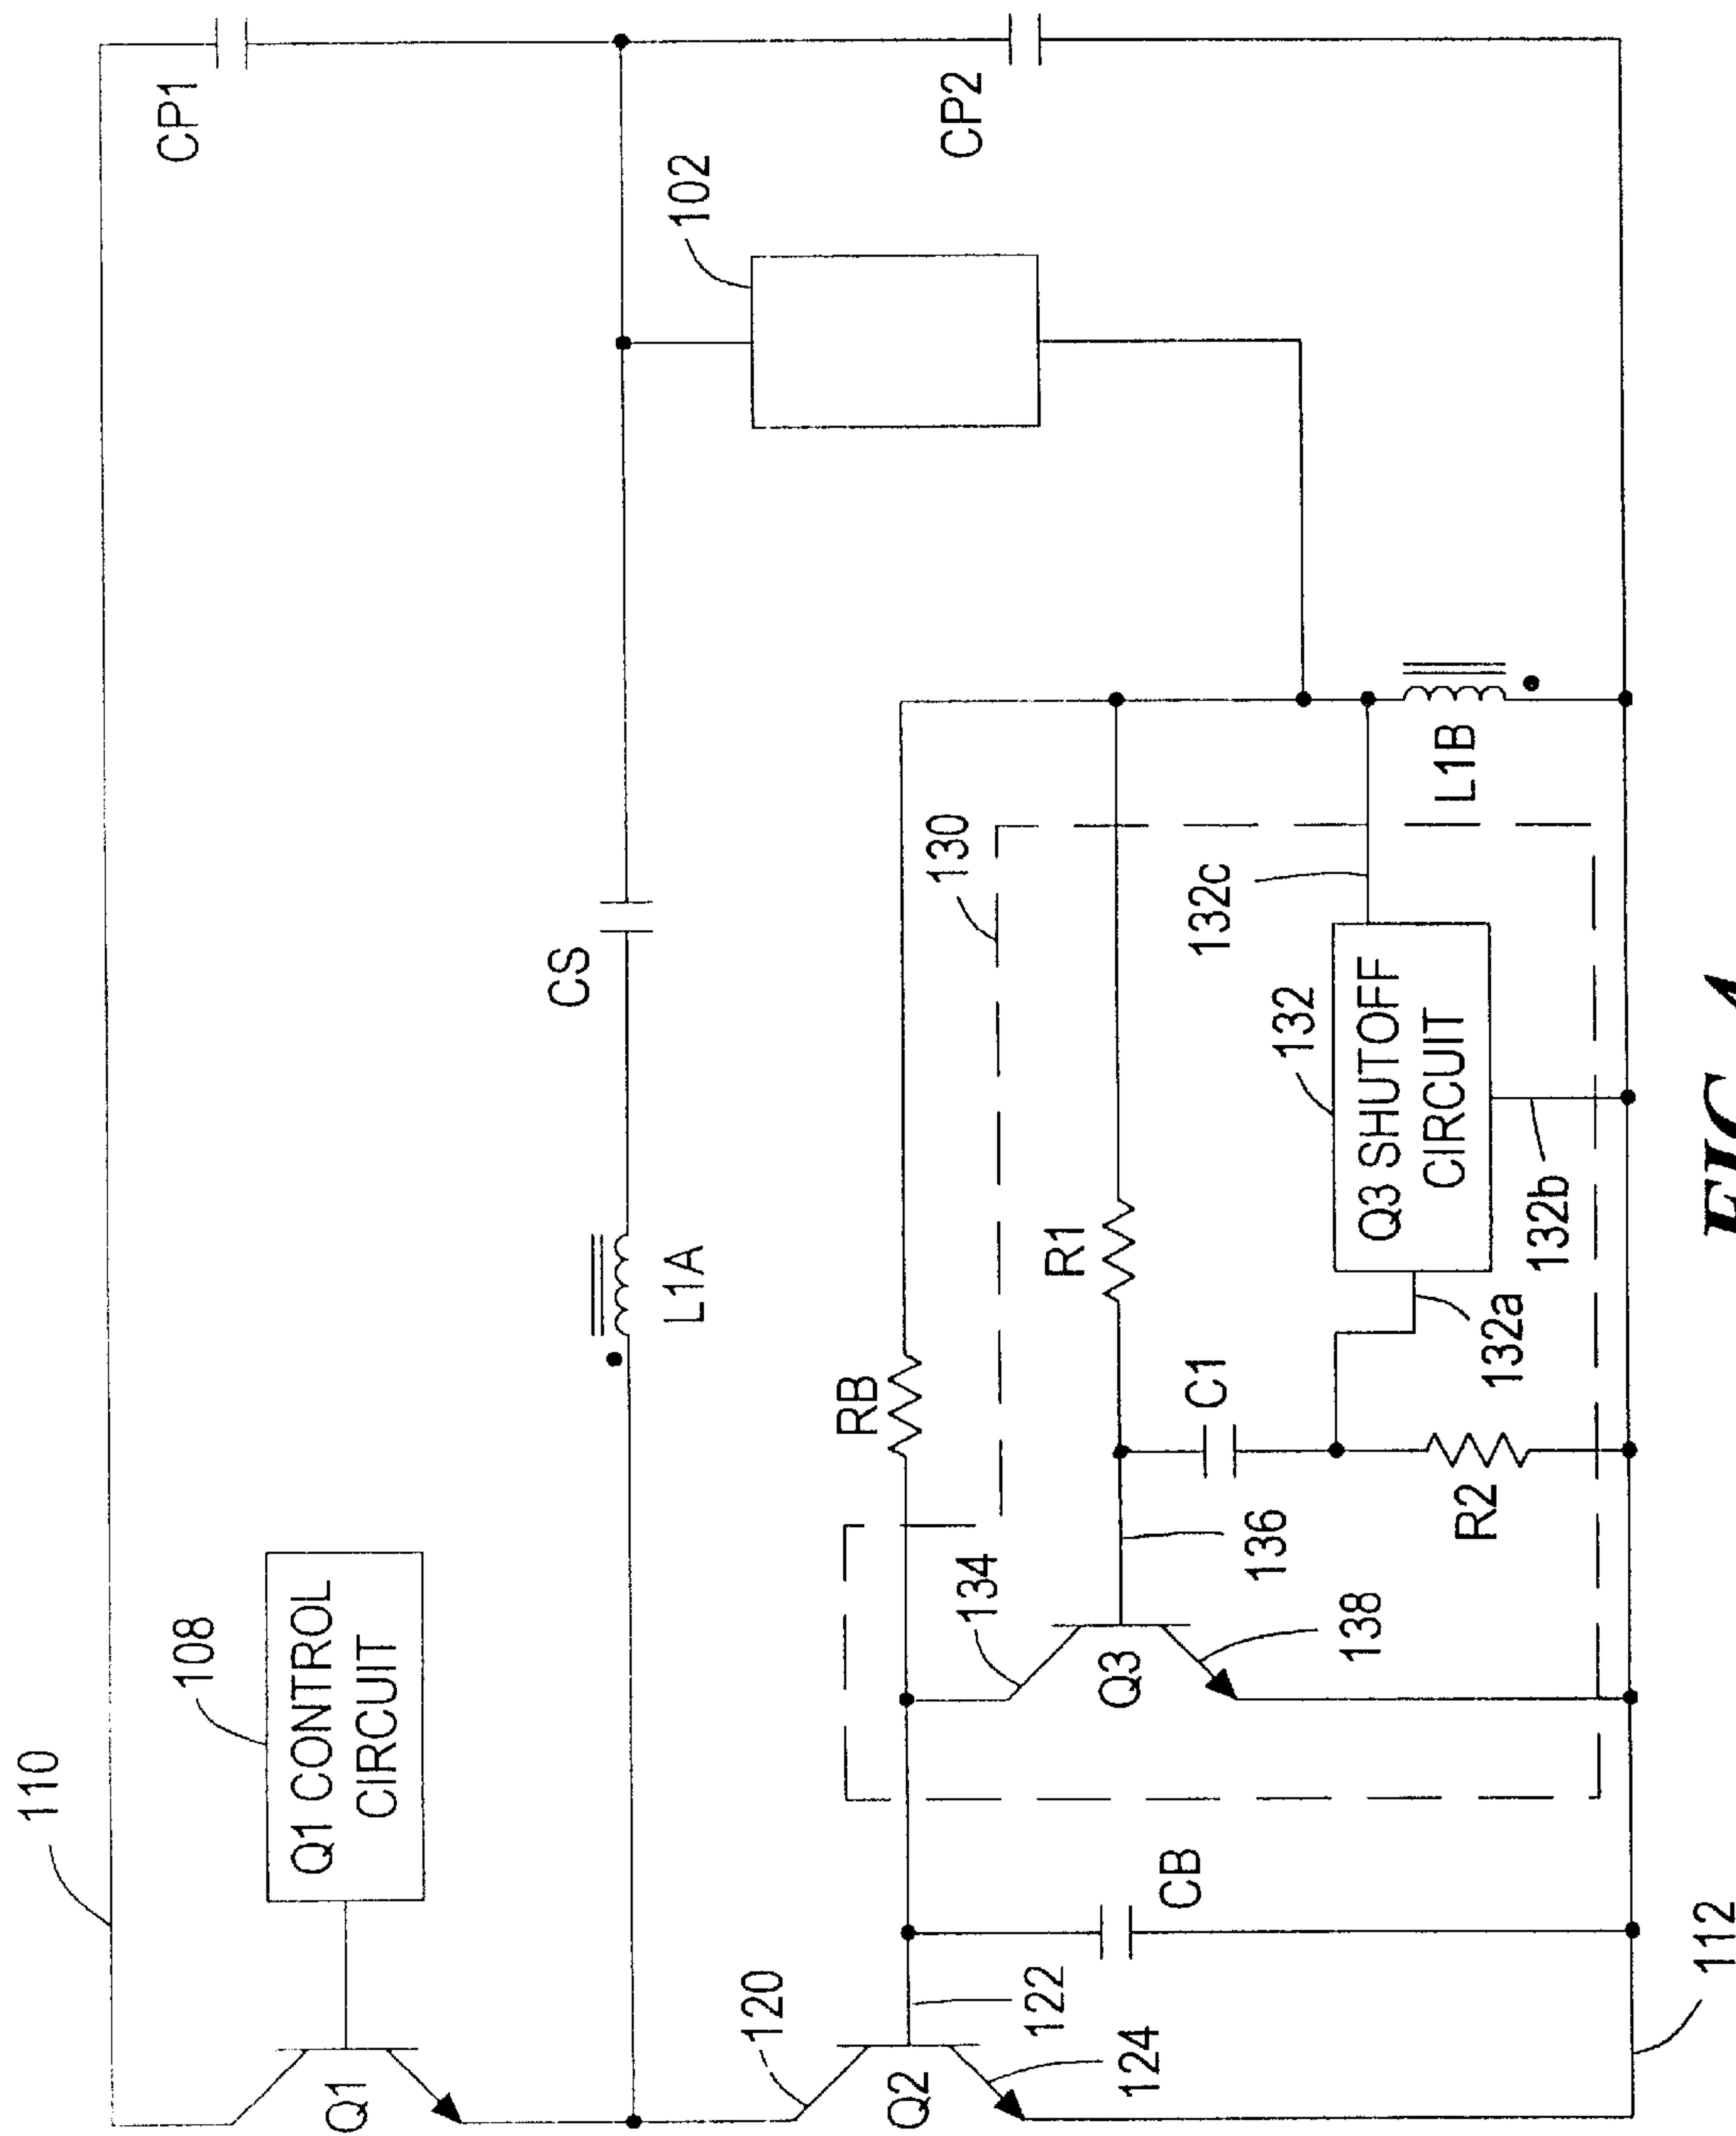 110
108
Q1 CONTROL
CIRCUIT
Q1
CP1
CS
L1A
102
CP2
120
Q2
122
124
CB
RB
130
134
Q3
136
138
R1
C1
R2
132a
132
Q3 SHUTOFF
CIRCUIT
132b
132c
L1B
112